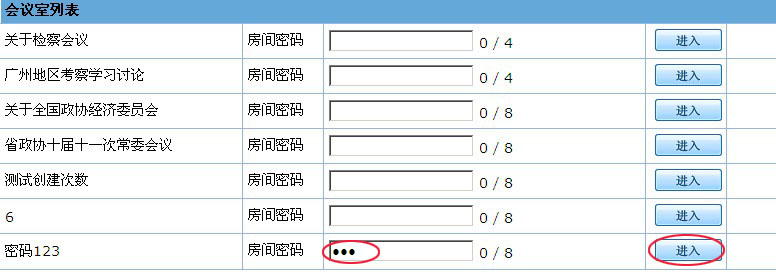 会议室列表
关于检察会议 房间密码 0 / 4 进入
广州地区考察学习讨论 房间密码 0 / 4 进入
关于全国政协经济委员会 房间密码 0 / 8 进入
省政协十届十一次常委会议 房间密码 0 / 8 进入
测试创建次数 房间密码 0 / 8 进入
6 房间密码 0 / 8 进入
密码123 房间密码 ●●● 0 / 8 进入